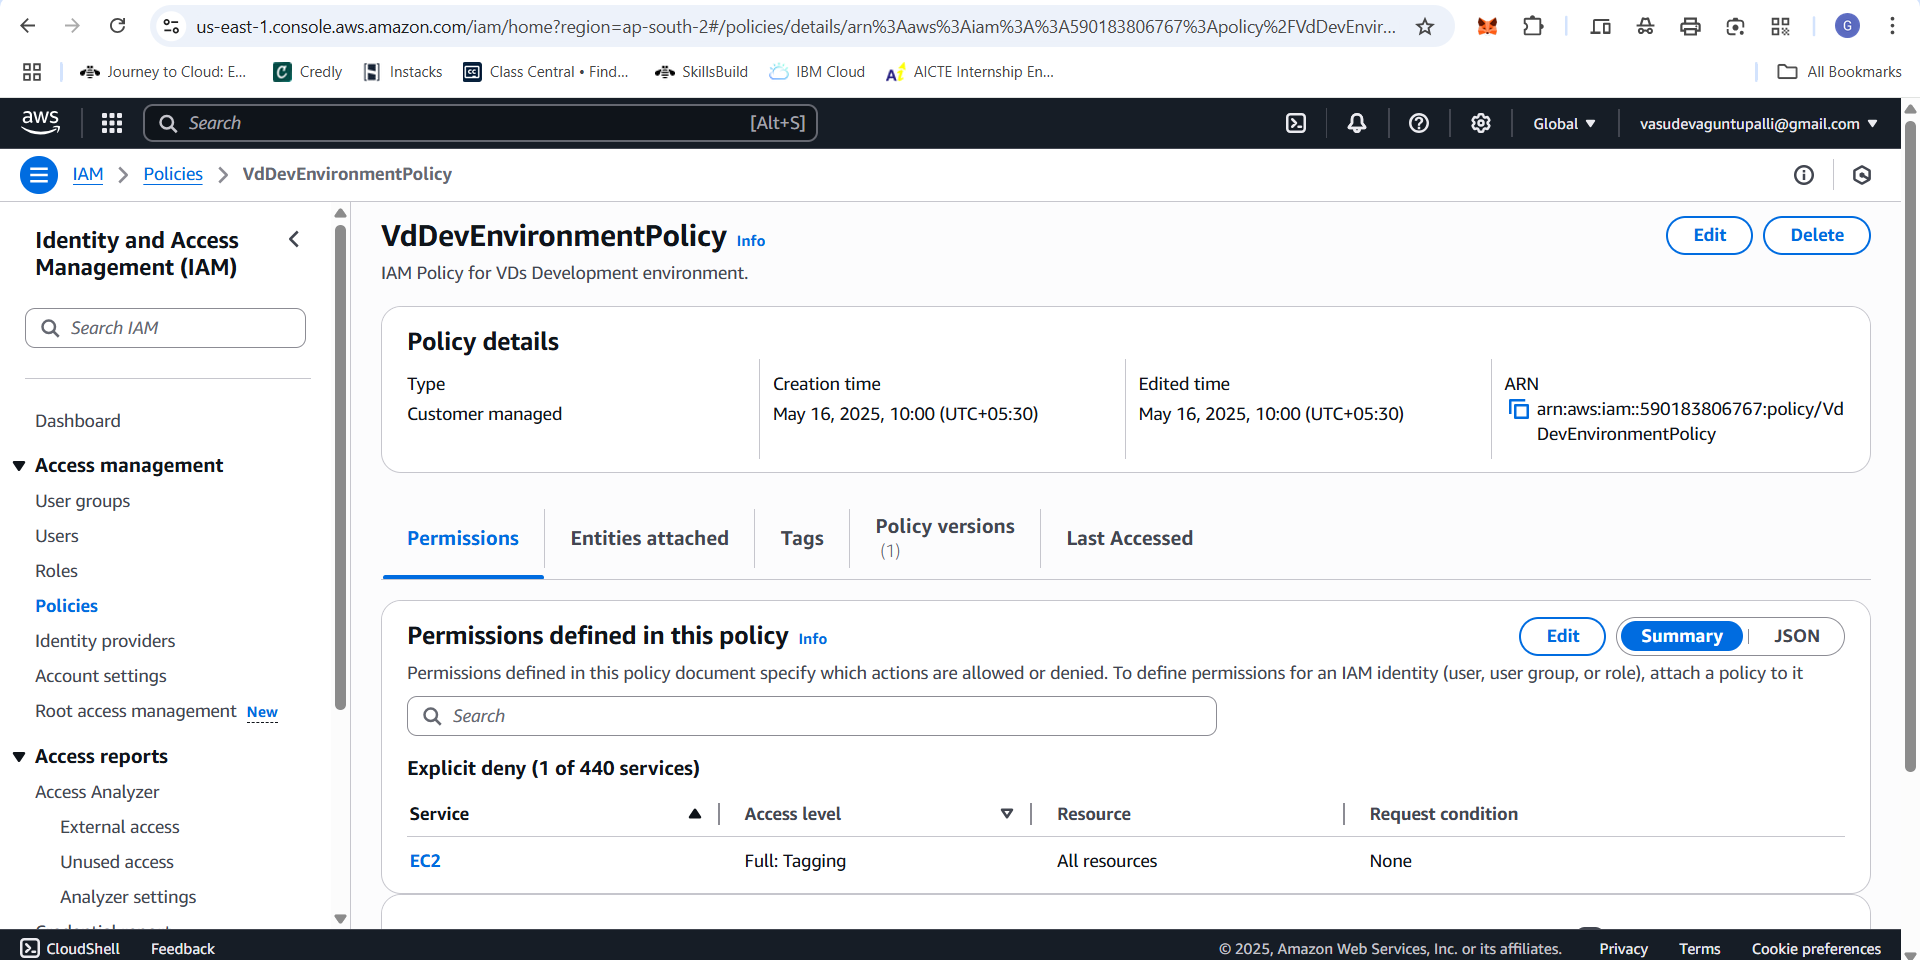 us-east-1.console.aws.amazon.com/iam/home?region=ap-south-2#/policies/details/arn%3Aaws%3Aiam%3A%3A590183806767%3Apolicy%2FVdDevEnvir...
G
Journey to Cloud: E...
Credly
Instacks
Class Central • Find...
SkillsBuild
IBM Cloud
AICTE Internship En...
All Bookmarks
aws
Search
[Alt+S]
Global
vasudevaguntupalli@gmail.com
IAM
Policies
VdDevEnvironmentPolicy
Identity and Access
Management (IAM)
Search IAM
Dashboard
Access management
User groups
Users
Roles
Policies
Identity providers
Account settings
Root access management New
Access reports
Access Analyzer
External access
Unused access
Analyzer settings
VdDevEnvironmentPolicy Info
Edit
Delete
IAM Policy for VDs Development environment.
Policy details
Type
Customer managed
Creation time
May 16, 2025, 10:00 (UTC+05:30)
Edited time
May 16, 2025, 10:00 (UTC+05:30)
ARN
arn:aws:iam::590183806767:policy/Vd
DevEnvironmentPolicy
Permissions
Entities attached
Tags
Policy versions
(1)
Last Accessed
Permissions defined in this policy Info
Edit
Summary
JSON
Permissions defined in this policy document specify which actions are allowed or denied. To define permissions for an IAM identity (user, user group, or role), attach a policy to it
Search
Explicit deny (1 of 440 services)
Service
Access level
Resource
Request condition
EC2
Full: Tagging
All resources
None
CloudShell
Feedback
© 2025, Amazon Web Services, Inc. or its affiliates.
Privacy
Terms
Cookie preferences